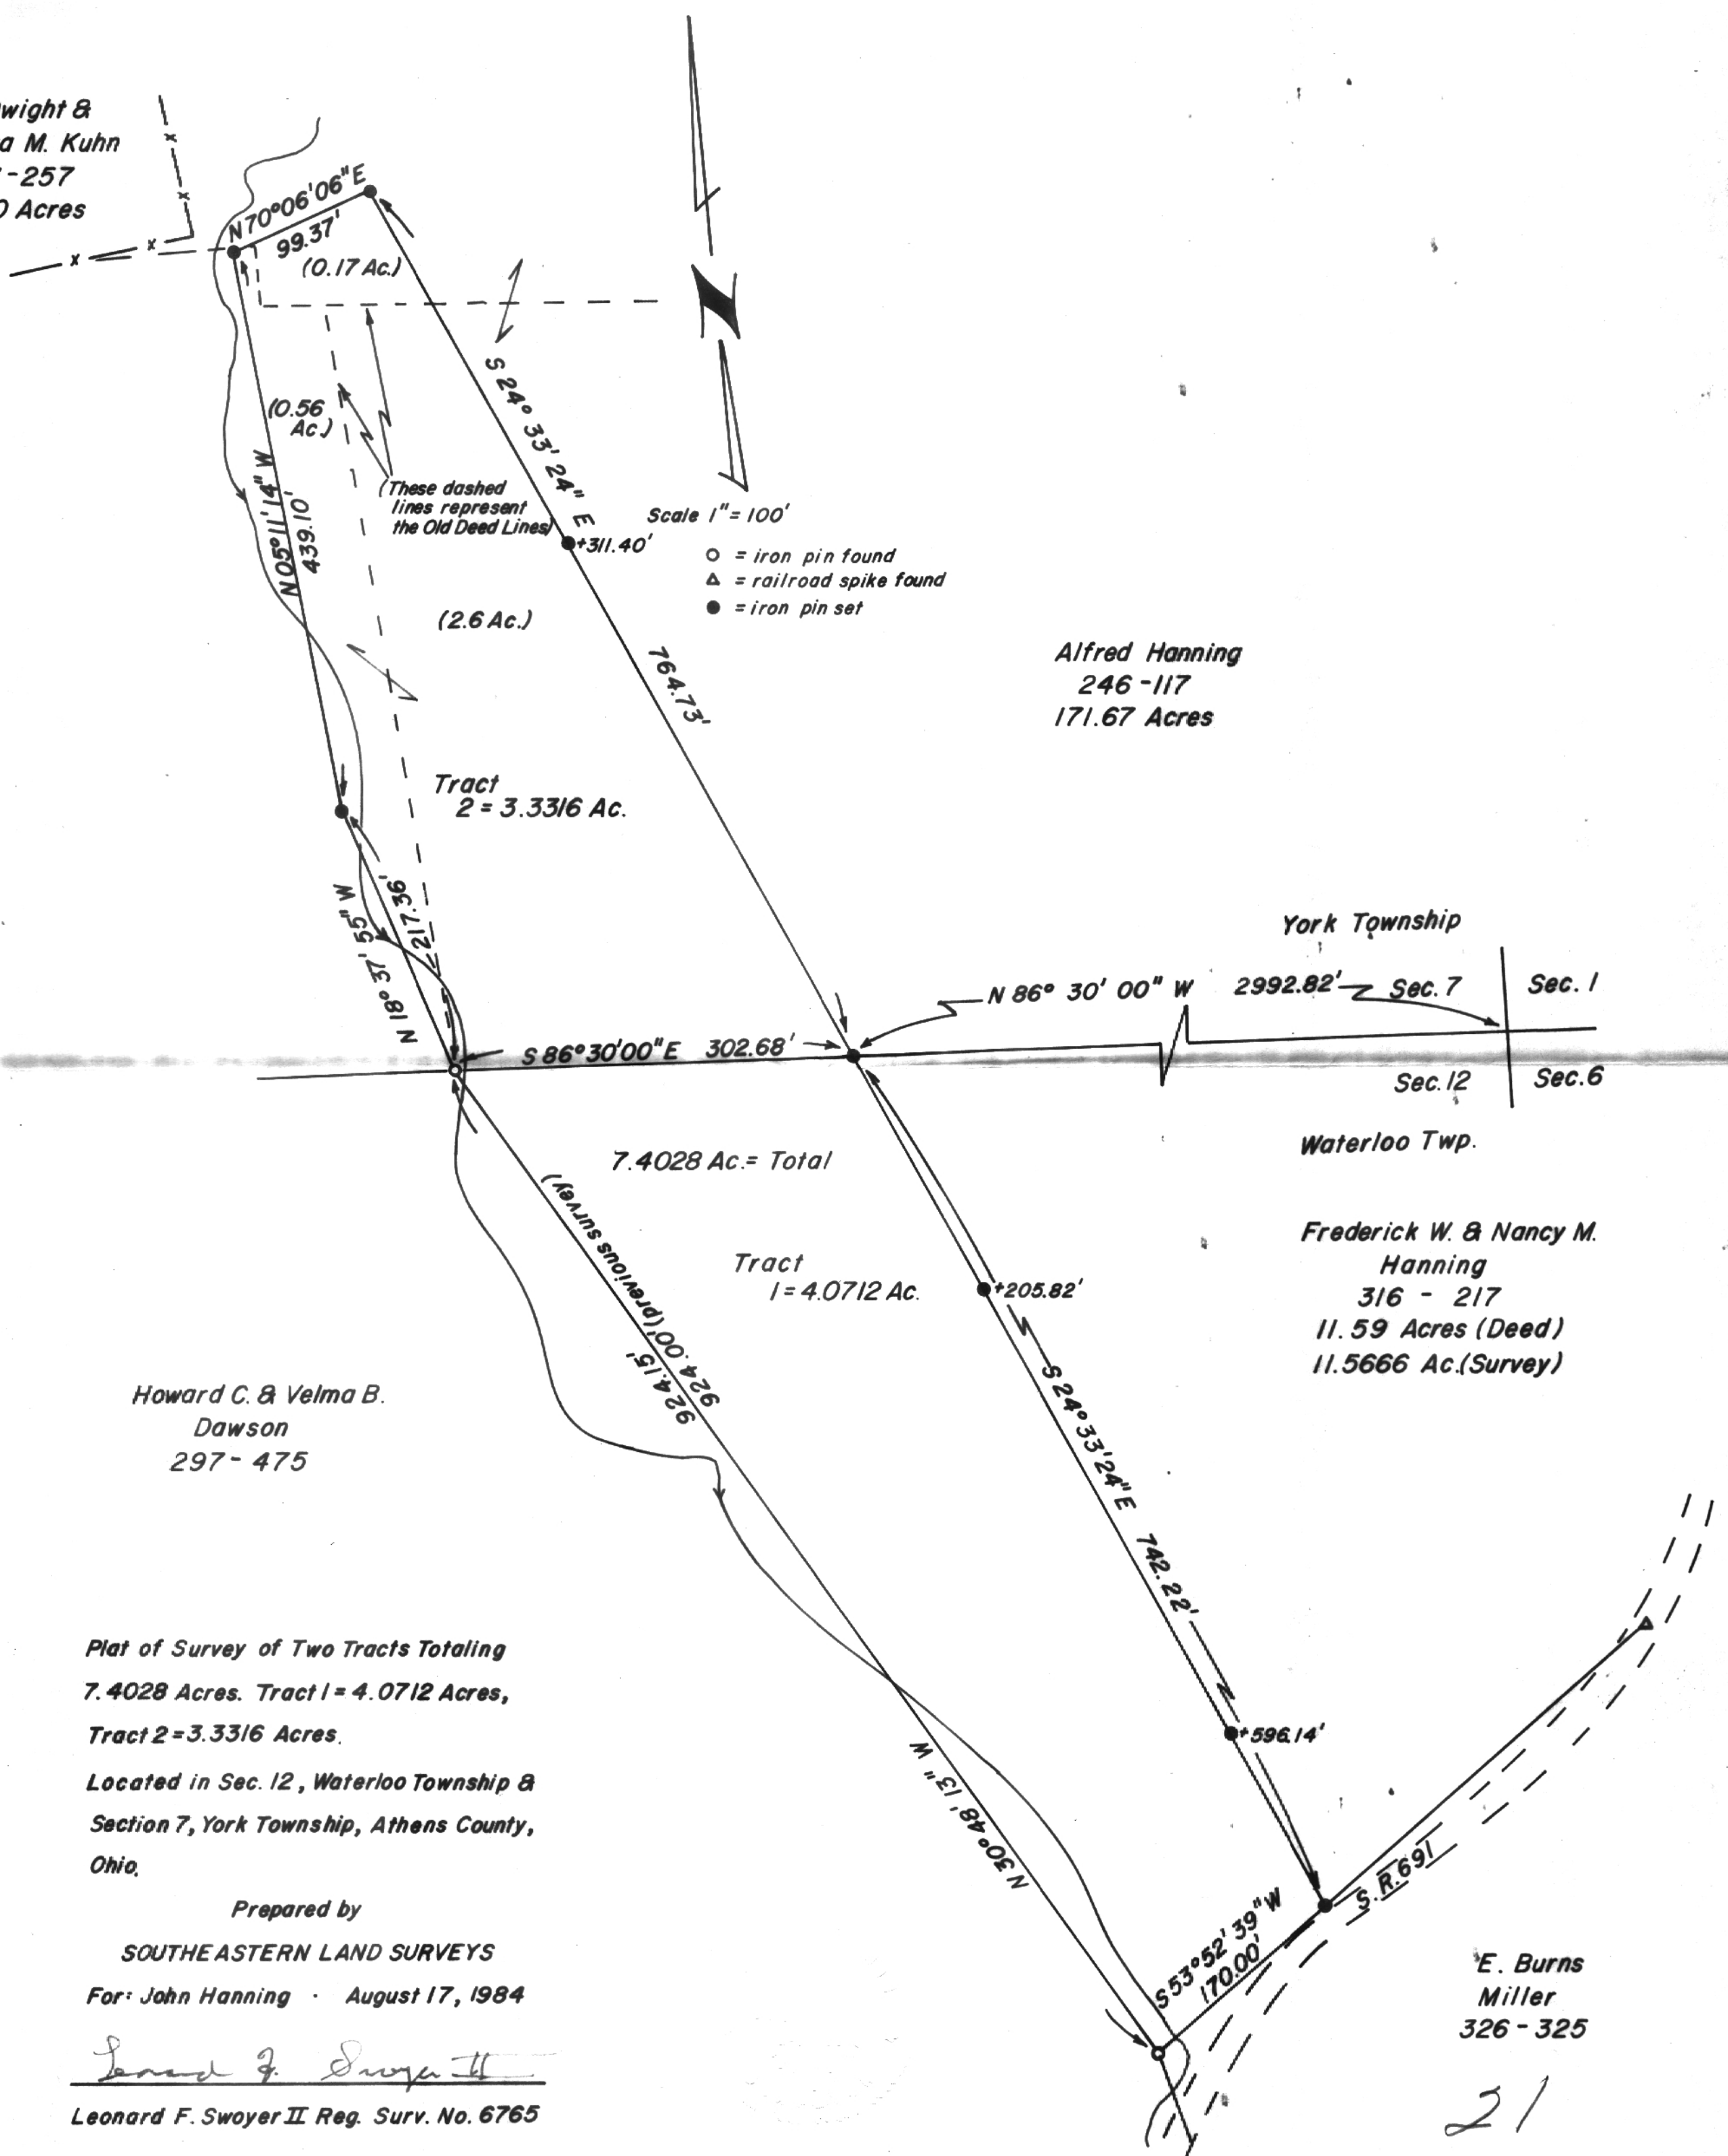 wight &
a M. Kuhn
-257
Acres
N 70°06'06" E
99.37'
(0.17 Ac.)
(0.56
Ac.)
N 05° 11' 14" W
439.10'
(These dashed
lines represent
the Old Deed Lines)
S 24° 33' 24" E
+311.40'
764.73'
Scale 1" = 100'
= iron pin found
= railroad spike found
= iron pin set
(2.6 Ac.)
Alfred Hanning
246-117
171.67 Acres
Tract
2 = 3.3316 Ac.
217.36'
N 18° 37' 55" W
York Township
N 86° 30' 00" W 2992.82' Sec. 7
Sec. 1
S 86°30'00" E 302.68'
Sec. 12
Sec. 6
Waterloo Twp.
7.4028 Ac.= Total
924.00' (previous survey)
924.15'
Tract
1 = 4.0712 Ac.
+205.82'
Frederick W. & Nancy M.
Hanning
316 - 217
11.59 Acres (Deed)
11.5666 Ac.(Survey)
S 24° 33' 24" E 742.22'
Howard C. & Velma B.
Dawson
297- 475
+596.14'
N 30° 48' 13" W
S 53° 52' 39" W
170.00'
S. R. 691
E. Burns
Miller
326-325
21
Plat of Survey of Two Tracts Totaling
7.4028 Acres. Tract 1 = 4.0712 Acres,
Tract 2 = 3.3316 Acres.
Located in Sec. 12, Waterloo Township &
Section 7, York Township, Athens County,
Ohio.
Prepared by
SOUTHEASTERN LAND SURVEYS
For: John Hanning · August 17, 1984
Leonard F. Swoyer II
Leonard F. Swoyer II Reg. Surv. No. 6765